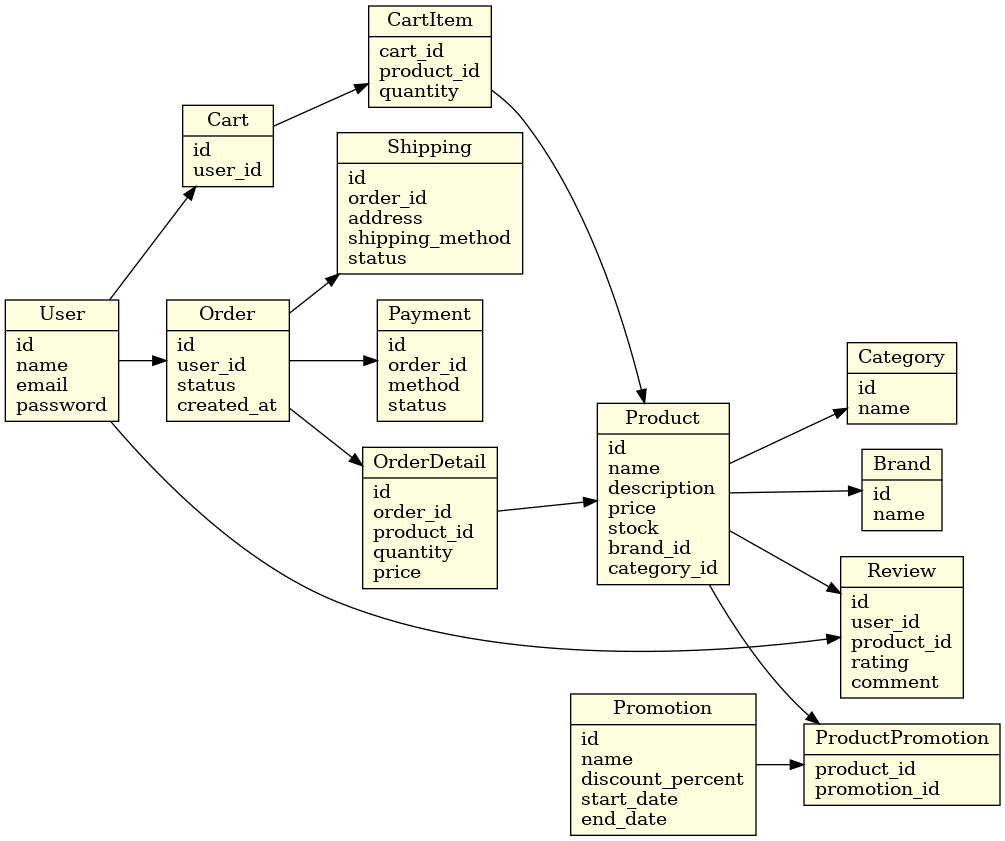 CartItem
cart_id
product_id
quantity
Cart
id
user_id
Shipping
id
order_id
address
shipping_method
status
User
id
name
email
password
Order
id
user_id
status
created_at
Payment
id
order_id
method
status
OrderDetail
id
order_id
product_id
quantity
price
Product
id
name
description
price
stock
brand_id
category_id
Category
id
name
Brand
id
name
Review
id
user_id
product_id
rating
comment
Promotion
id
name
discount_percent
start_date
end_date
ProductPromotion
product_id
promotion_id